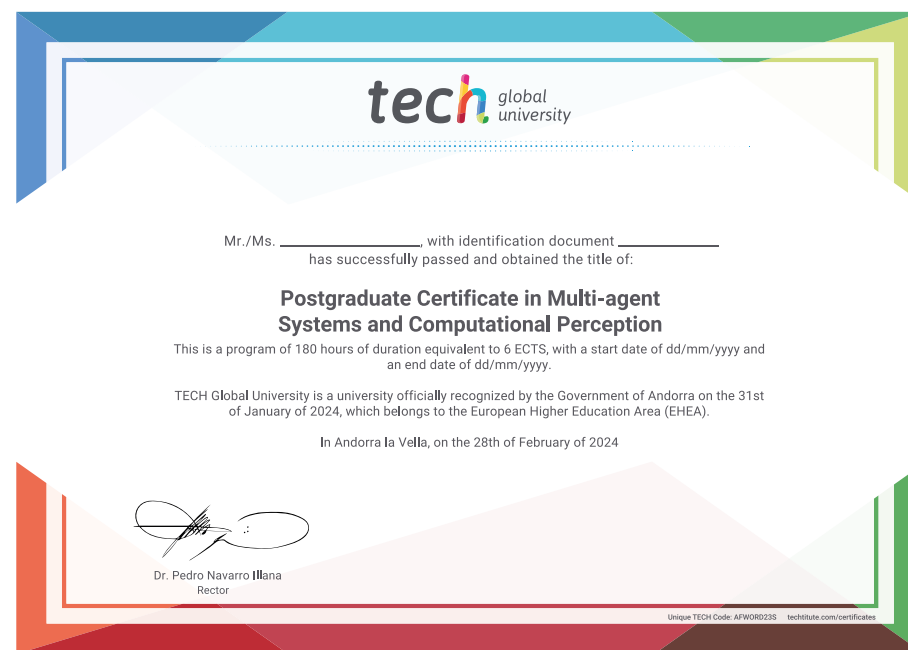 tech global university
Mr./Ms. ____________________, with identification document ______________
has successfully passed and obtained the title of:
Postgraduate Certificate in Multi-agent
Systems and Computational Perception
This is a program of 180 hours of duration equivalent to 6 ECTS, with a start date of dd/mm/yyyy and
an end date of dd/mm/yyyy.
TECH Global University is a university officially recognized by the Government of Andorra on the 31st
of January of 2024, which belongs to the European Higher Education Area (EHEA).
In Andorra la Vella, on the 28th of February of 2024
Dr. Pedro Navarro Illana
Rector
Unique TECH Code: AFWORD23S techtitute.com/certificates